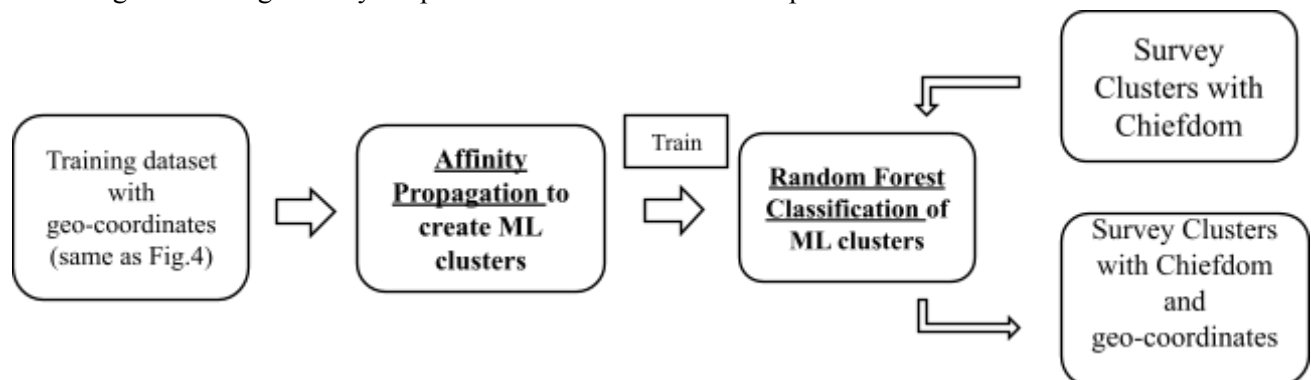 Training dataset
with
geo-coordinates
(same as Fig.4)
Affinity
Propagation to
create ML
clusters
Train
Random Forest
Classification of
ML clusters
Survey
Clusters with
Chiefdom
Survey Clusters
with Chiefdom
and
geo-coordinates